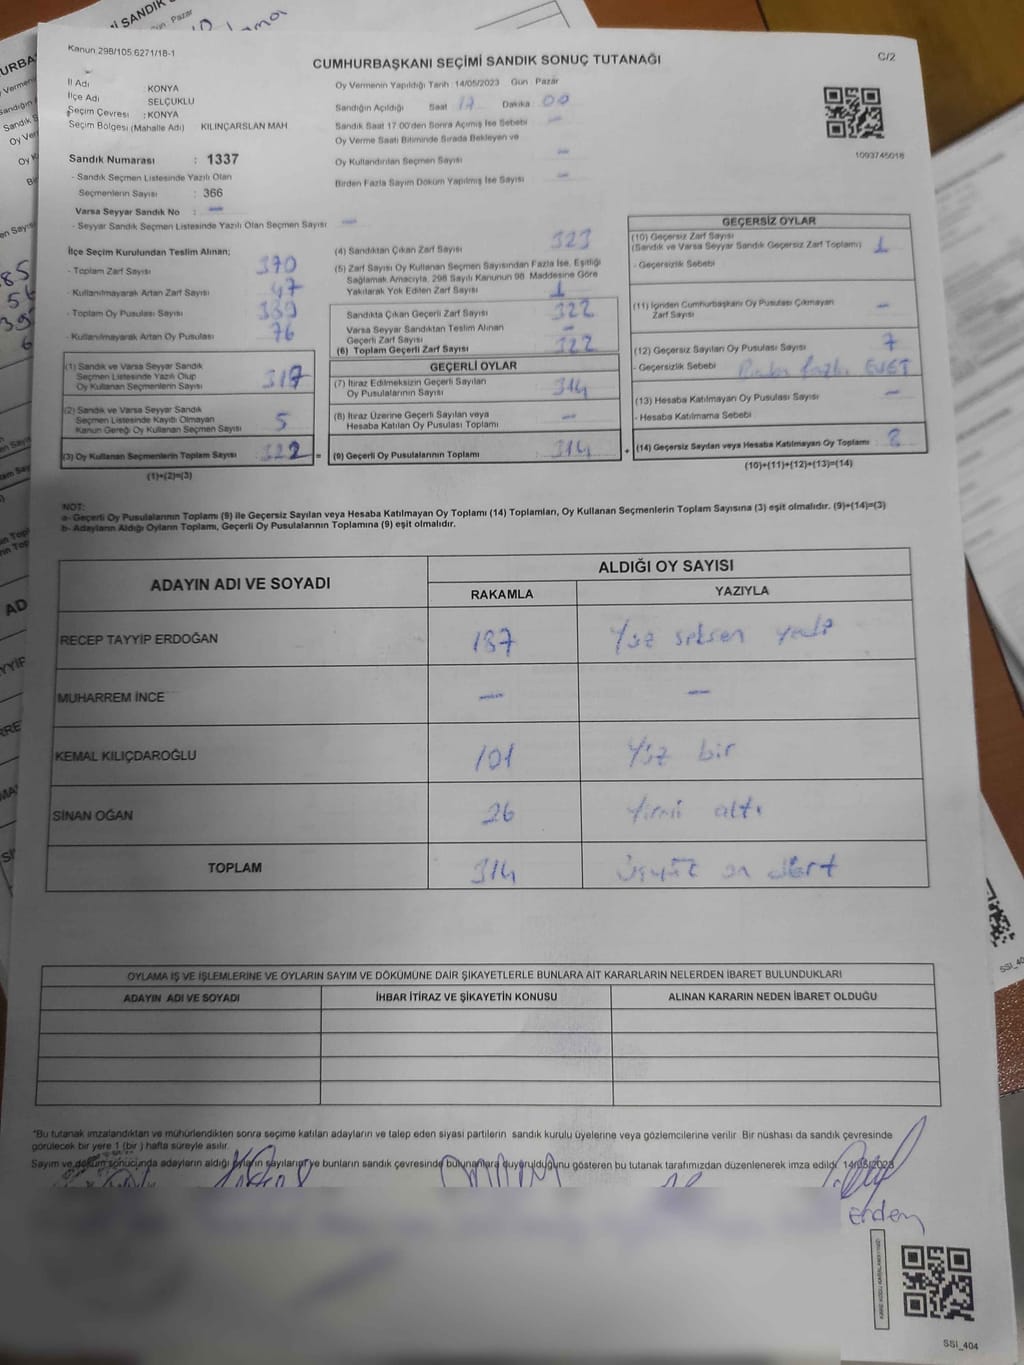 Kanun:298/105,6271/18-1
CUMHURBAŞKANI SEÇİMİ SANDIK SONUÇ TUTANAĞI
C/2
İl Adı : KONYA
İlçe Adı SELÇUKLU
Seçim Çevresi : KONYA
Seçim Bölgesi (Mahalle Adı) KILINÇARSLAN MAH
Sandık Numarası : 1337
- Sandık Seçmen Listesinde Yazılı Olan
Seçmenlerin Sayısı : 366
Varsa Seyyar Sandık No : —
- Seyyar Sandık Seçmen Listesinde Yazılı Olan Seçmen Sayısı : —
Oy Vermenin Yapıldığı Tarih 14/05/2023 Gün Pazar
Sandığın Açıldığı Saat 17 Dakika 00
Sandık Saat 17:00'den Sonra Açılmış İse Sebebi —
Oy Verme Saati Bitiminde Sırada Bekleyen ve
Oy Kullandırılan Seçmen Sayısı —
Birden Fazla Sayım Döküm Yapılmış İse Sayısı —
1093745018
İlçe Seçim Kurulundan Teslim Alınan;
- Toplam Zarf Sayısı : 370
- Kullanılmayarak Artan Zarf Sayısı : 47
- Toplam Oy Pusulası Sayısı :
- Kullanılmayarak Artan Oy Pusulası : 76
(1) Sandık ve Varsa Seyyar Sandık
Seçmen Listesinde Yazılı Olup
Oy Kullanan Seçmenlerin Sayısı : 317
(2) Sandık ve Varsa Seyyar Sandık
Seçmen Listesinde Kayıtlı Olmayan
Kanun Gereği Oy Kullanan Seçmen Sayısı : 5
(3) Oy Kullanan Seçmenlerin Toplam Sayısı : 322 =
(1)+(2)=(3)
(4) Sandıktan Çıkan Zarf Sayısı : 323
(5) Zarf Sayısı Oy Kullanan Seçmen Sayısından Fazla İse, Eşitliği
Sağlamak Amacıyla, 298 Sayılı Kanunun 98. Maddesine Göre
Yakılarak Yok Edilen Zarf Sayısı : 1
Sandıkta Çıkan Geçerli Zarf Sayısı : 322
Varsa Seyyar Sandıktan Teslim Alınan
Geçerli Zarf Sayısı : —
(6) Toplam Geçerli Zarf Sayısı : 322
GEÇERLİ OYLAR
(7) İtiraz Edilmeksizin Geçerli Sayılan
Oy Pusulalarının Sayısı : 314
(8) İtiraz Üzerine Geçerli Sayılan veya
Hesaba Katılan Oy Pusulası Toplamı : —
(9) Geçerli Oy Pusulalarının Toplamı : 314 +
GEÇERSİZ OYLAR
(10) Geçersiz Zarf Sayısı
(Sandık ve Varsa Seyyar Sandık Geçersiz Zarf Toplamı) : 1
- Geçersizlik Sebebi :
(11) İçinden Cumhurbaşkanı Oy Pusulası Çıkmayan
Zarf Sayısı : —
(12) Geçersiz Sayılan Oy Pusulası Sayısı : 7
- Geçersizlik Sebebi : Birden fazla EVET
(13) Hesaba Katılmayan Oy Pusulası Sayısı : —
- Hesaba Katılmama Sebebi :
(14) Geçersiz Sayılan veya Hesaba Katılmayan Oy Toplamı : 8
(10)+(11)+(12)+(13)=(14)
NOT:
a- Geçerli Oy Pusulalarının Toplamı (9) ile Geçersiz Sayılan veya Hesaba Katılmayan Oy Toplamı (14) Toplamları, Oy Kullanan Seçmenlerin Toplam Sayısına (3) eşit olmalıdır. (9)+(14)=(3)
b- Adayların Aldığı Oyların Toplamı, Geçerli Oy Pusulalarının Toplamına (9) eşit olmalıdır.
ADAYIN ADI VE SOYADI
ALDIĞI OY SAYISI
RAKAMLA YAZIYLA
RECEP TAYYİP ERDOĞAN 187 Yüz seksen yedi
MUHARREM İNCE — —
KEMAL KILIÇDAROĞLU 101 Yüz bir
SİNAN OĞAN 26 Yirmi altı
TOPLAM 314 Üçyüz on dört
OYLAMA İŞ VE İŞLEMLERİNE VE OYLARIN SAYIM VE DÖKÜMÜNE DAİR ŞİKAYETLERLE BUNLARA AİT KARARLARIN NELERDEN İBARET BULUNDUKLARI
ADAYIN ADI VE SOYADI İHBAR İTİRAZ VE ŞİKAYETİN KONUSU ALINAN KARARIN NEDEN İBARET OLDUĞU
"Bu tutanak imzalandıktan ve mühürlendikten sonra seçime katılan adayların ve talep eden siyasi partilerin sandık kurulu üyelerine veya gözlemcilerine verilir. Bir nüshası da sandık çevresinde
görülecek bir yere 1 (bir) hafta süreyle asılır.
Sayım ve döküm sonucunda adayların aldığı oyların sayılarını ve bunların sandık çevresinde bulunanlara duyurulduğunu gösteren bu tutanak tarafımızdan düzenlenerek imza edildi. 14/05/2023
Erdem
SSI_404